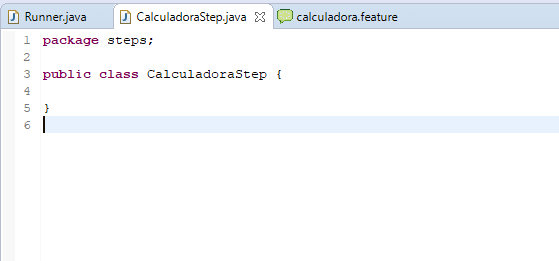 Runner.java CalculadoraStep.java calculadora.feature
1 package steps;
2
3 public class CalculadoraStep {
4
5 }
6